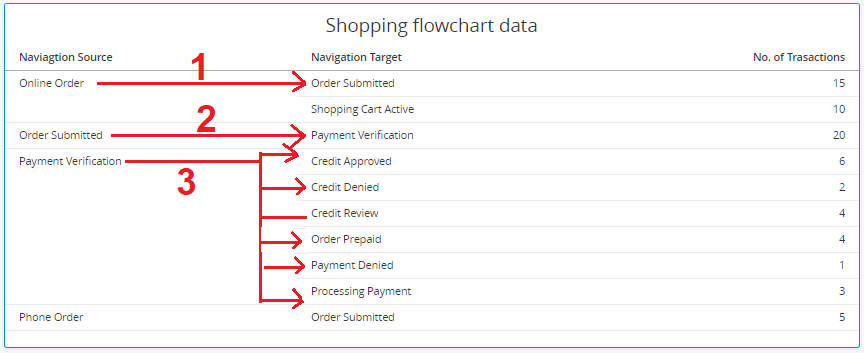 Shopping flowchart data
Naviagtion Source Navigation Target No. of Trasactions
1
Online Order Order Submitted 15
Shopping Cart Active 10
2
Order Submitted Payment Verification 20
Payment Verification Credit Approved 6
3
Credit Denied 2
Credit Review 4
Order Prepaid 4
Payment Denied 1
Processing Payment 3
Phone Order Order Submitted 5